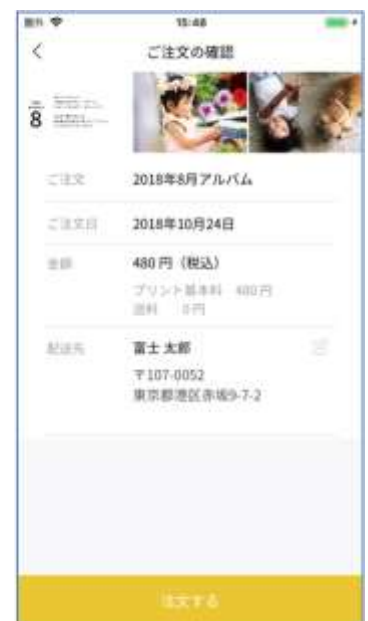 圏外 15:48
ご注文の確認
8
ご注文 2018年8月アルバム
ご注文日 2018年10月24日
金額 480円（税込）
プリント基本料 480円
送料 0円
配送先 富士 太郎
〒107-0052
東京都港区赤坂9-7-2
注文する